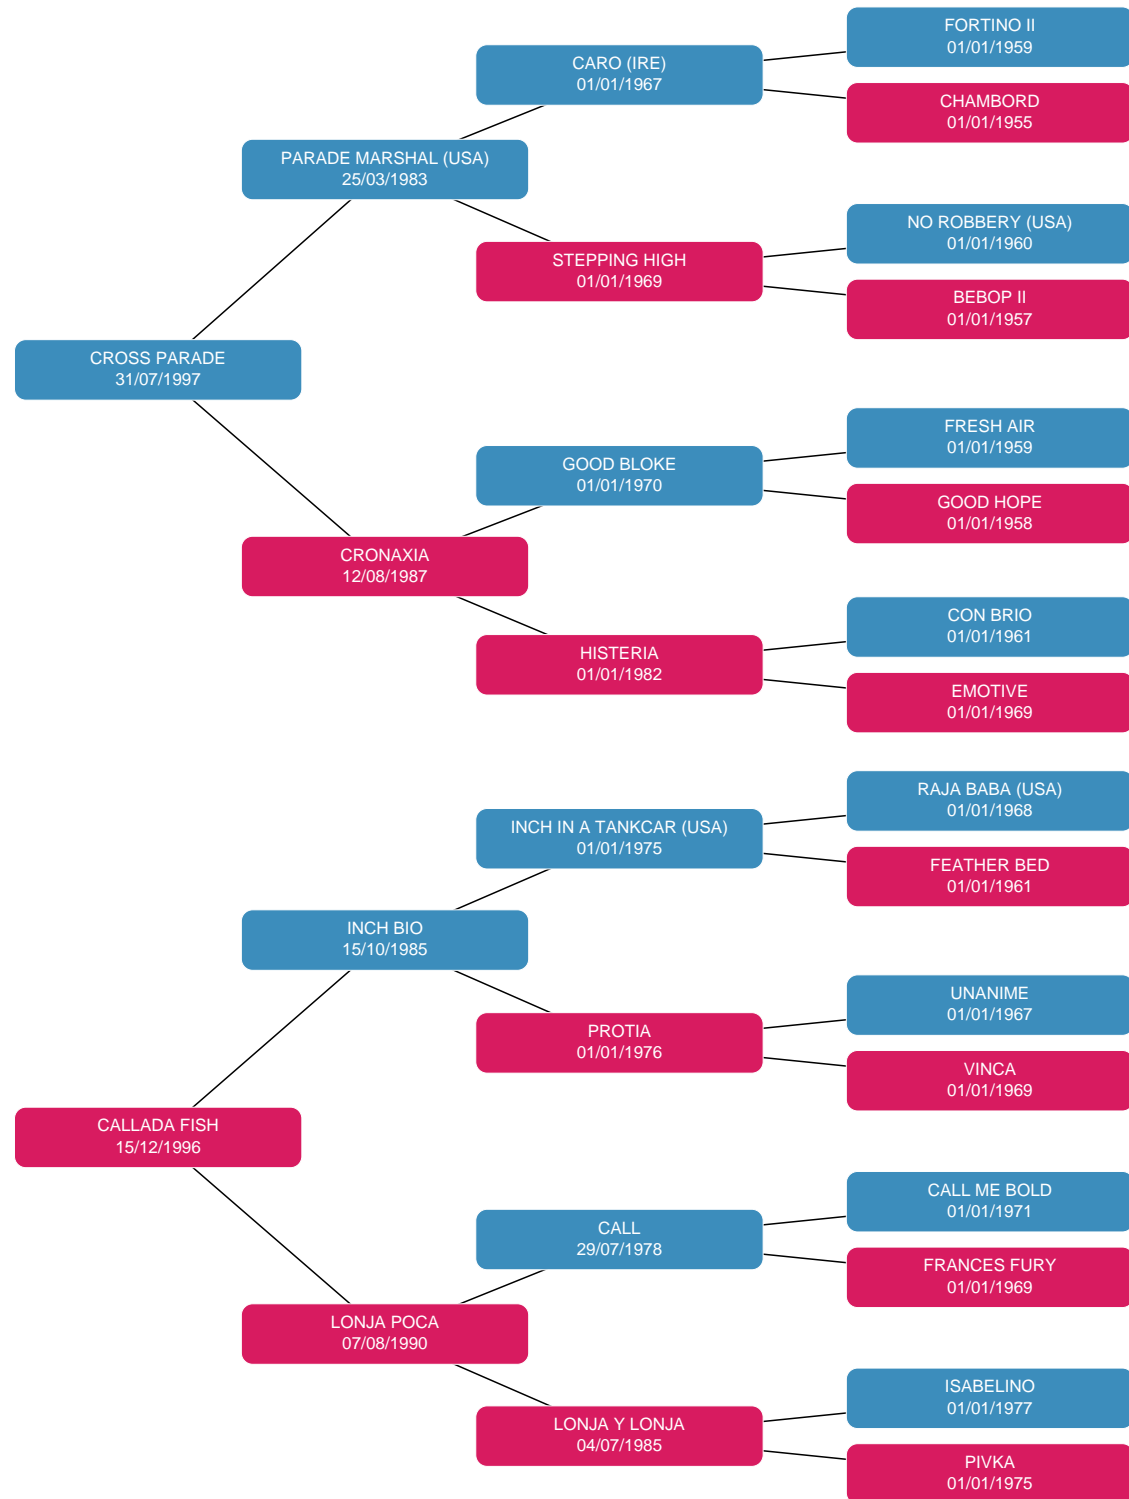 FORTINO II
01/01/1959
CARO (IRE)
01/01/1967
CHAMBORD
01/01/1955
PARADE MARSHAL (USA)
25/03/1983
NO ROBBERY (USA)
01/01/1960
STEPPING HIGH
01/01/1969
BEBOP II
01/01/1957
CROSS PARADE
31/07/1997
FRESH AIR
01/01/1959
GOOD BLOKE
01/01/1970
GOOD HOPE
01/01/1958
CRONAXIA
12/08/1987
CON BRIO
01/01/1961
HISTERIA
01/01/1982
EMOTIVE
01/01/1969
RAJA BABA (USA)
01/01/1968
INCH IN A TANKCAR (USA)
01/01/1975
FEATHER BED
01/01/1961
INCH BIO
15/10/1985
UNANIME
01/01/1967
PROTIA
01/01/1976
VINCA
01/01/1969
CALLADA FISH
15/12/1996
CALL ME BOLD
01/01/1971
CALL
29/07/1978
FRANCES FURY
01/01/1969
LONJA POCA
07/08/1990
ISABELINO
01/01/1977
LONJA Y LONJA
04/07/1985
PIVKA
01/01/1975